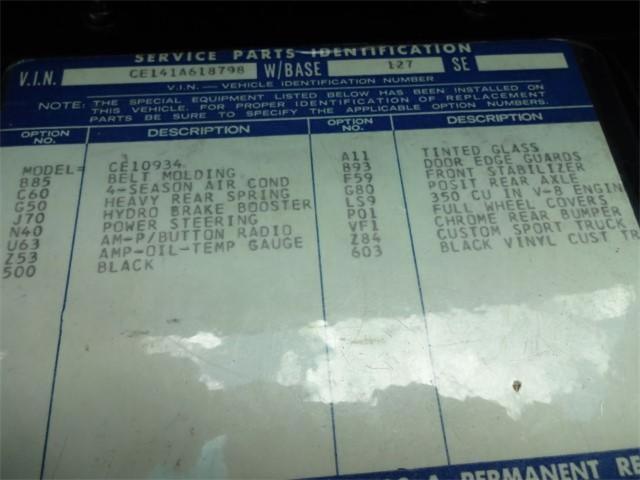 SERVICE PARTS IDENTIFICATION
V.I.N. CE141A618798 W/BASE 127 SE
V.I.N. — VEHICLE IDENTIFICATION NUMBER
NOTE: THE SPECIAL EQUIPMENT LISTED BELOW HAS BEEN INSTALLED ON
THIS VEHICLE. FOR PROPER IDENTIFICATION OF REPLACEMENT
PARTS BE SURE TO SPECIFY THE APPLICABLE OPTION NUMBERS.
OPTION NO. DESCRIPTION OPTION NO. DESCRIPTION
MODEL= CE10934
B85 BELT MOLDING
C60 4-SEASON AIR COND
G50 HEAVY REAR SPRING
J70 HYDRO BRAKE BOOSTER
N40 POWER STEERING
U63 AM-P/BUTTON RADIO
Z53 AMP-OIL-TEMP GAUGE
500 BLACK
A11 TINTED GLASS
B93 DOOR EDGE GUARDS
F59 FRONT STABILIZER
G80 POSIT REAR AXLE
LS9 350 CU IN V-8 ENGIN
P01 FULL WHEEL COVERS
VF1 CHROME REAR BUMPER
Z84 CUSTOM SPORT TRUCK
603 BLACK VINYL CUST TR
A PERMANENT RE